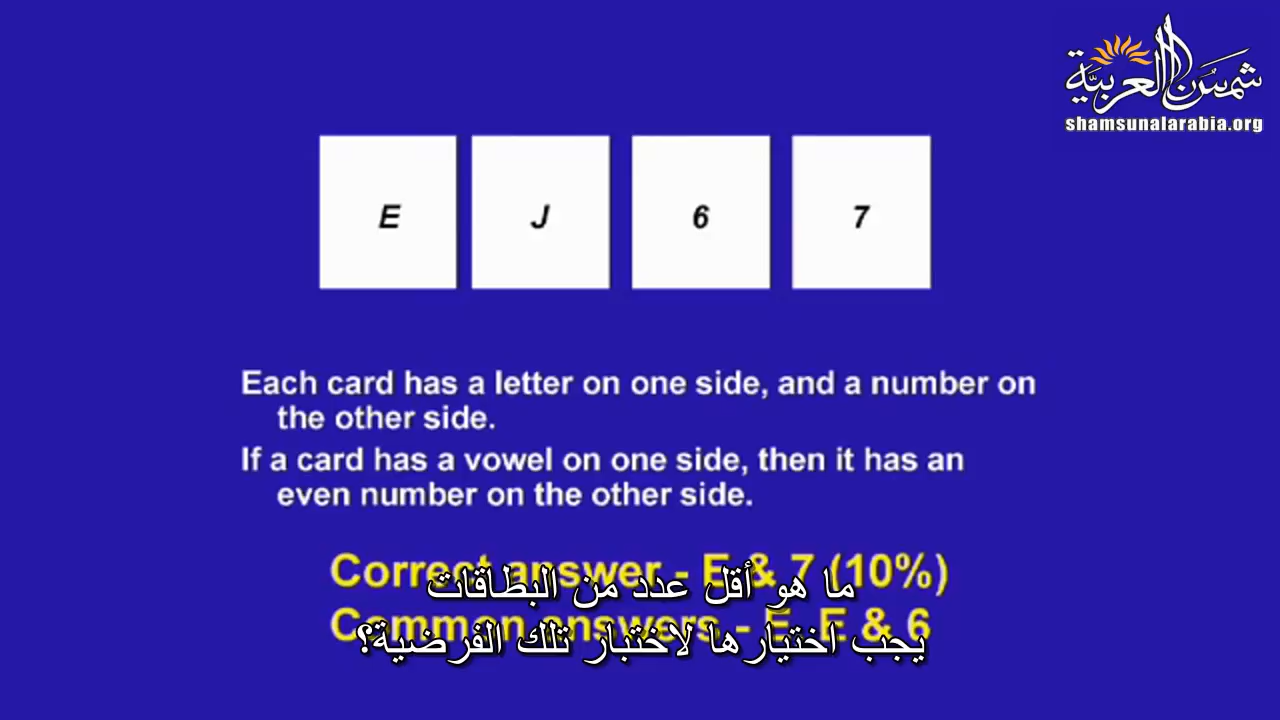 شمس العربية
shamsunalarabia.org
E J 6 7
Each card has a letter on one side, and a number on
the other side.
If a card has a vowel on one side, then it has an
even number on the other side.
Correct answer - E & 7 (10%)
ما هو أقل عدد من البطاقات
Common answers - E, E & 6
يجب اختيارها لاختبار تلك الفرضية؟